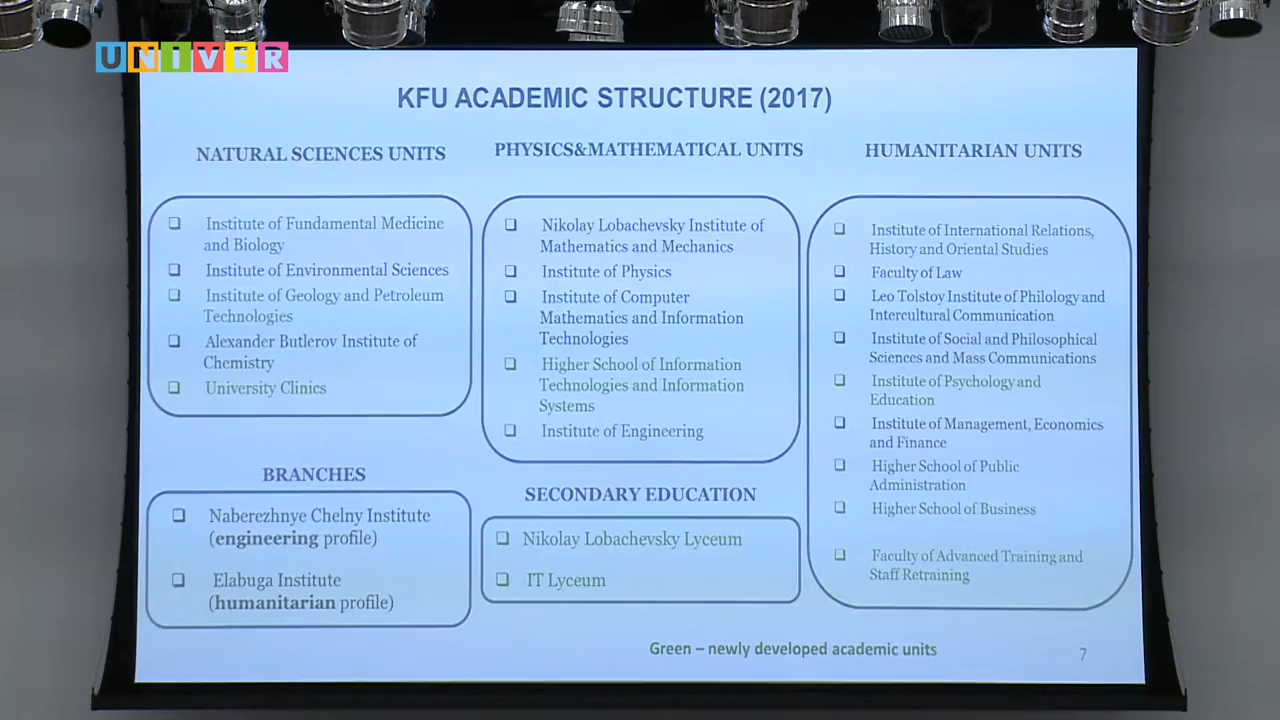 UNIVER
KFU ACADEMIC STRUCTURE (2017)
NATURAL SCIENCES UNITS
Institute of Fundamental Medicine
and Biology
Institute of Environmental Sciences
Institute of Geology and Petroleum
Technologies
Alexander Butlerov Institute of
Chemistry
University Clinics
BRANCHES
Naberezhnye Chelny Institute
(engineering profile)
Elabuga Institute
(humanitarian profile)
PHYSICS&MATHEMATICAL UNITS
Nikolay Lobachevsky Institute of
Mathematics and Mechanics
Institute of Physics
Institute of Computer
Mathematics and Information
Technologies
Higher School of Information
Technologies and Information
Systems
Institute of Engineering
SECONDARY EDUCATION
Nikolay Lobachevsky Lyceum
IT Lyceum
HUMANITARIAN UNITS
Institute of International Relations,
History and Oriental Studies
Faculty of Law
Leo Tolstoy Institute of Philology and
Intercultural Communication
Institute of Social and Philosophical
Sciences and Mass Communications
Institute of Psychology and
Education
Institute of Management, Economics
and Finance
Higher School of Public
Administration
Higher School of Business
Faculty of Advanced Training and
Staff Retraining
Green – newly developed academic units
7